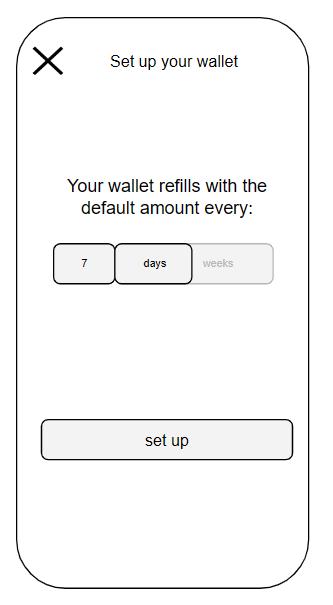 Set up your wallet
Your wallet refills with the
default amount every:
7 days weeks
set up